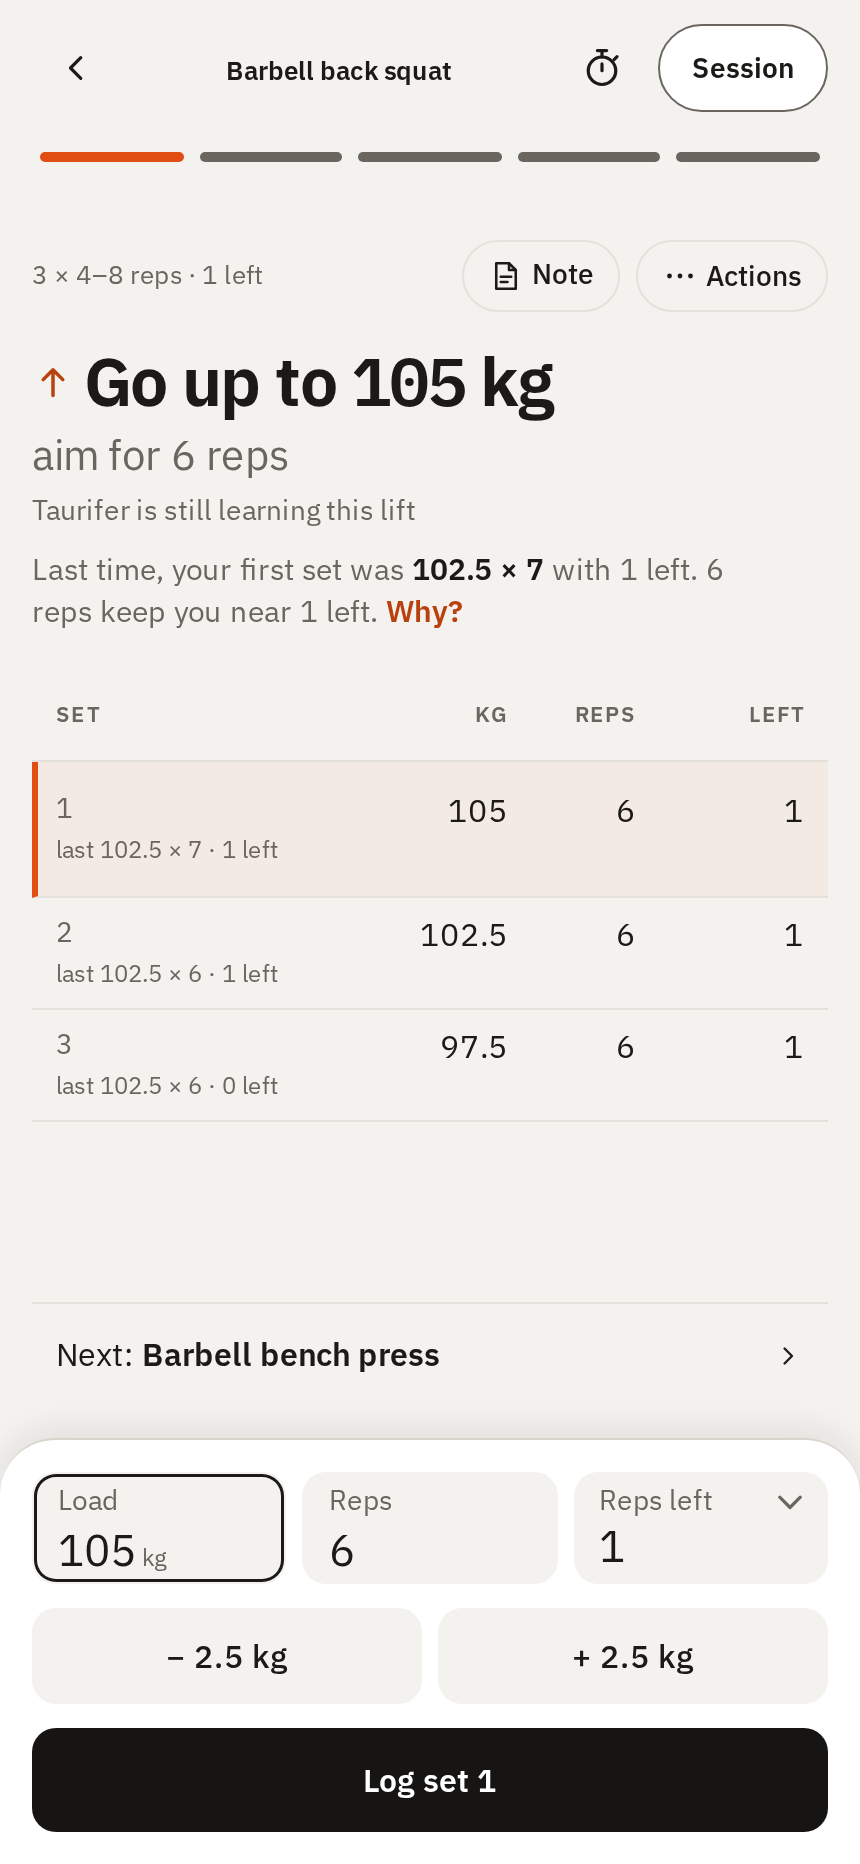 Barbell back squat
Session
3 × 4–8 reps · 1 left
Note
··· Actions
↑ Go up to 105 kg
aim for 6 reps
Taurifer is still learning this lift
Last time, your first set was 102.5 × 7 with 1 left. 6
reps keep you near 1 left. Why?
SET KG REPS LEFT
1 105 6 1
last 102.5 × 7 · 1 left
2 102.5 6 1
last 102.5 × 6 · 1 left
3 97.5 6 1
last 102.5 × 6 · 0 left
Next: Barbell bench press
Load Reps Reps left
105 kg 6 1
− 2.5 kg + 2.5 kg
Log set 1